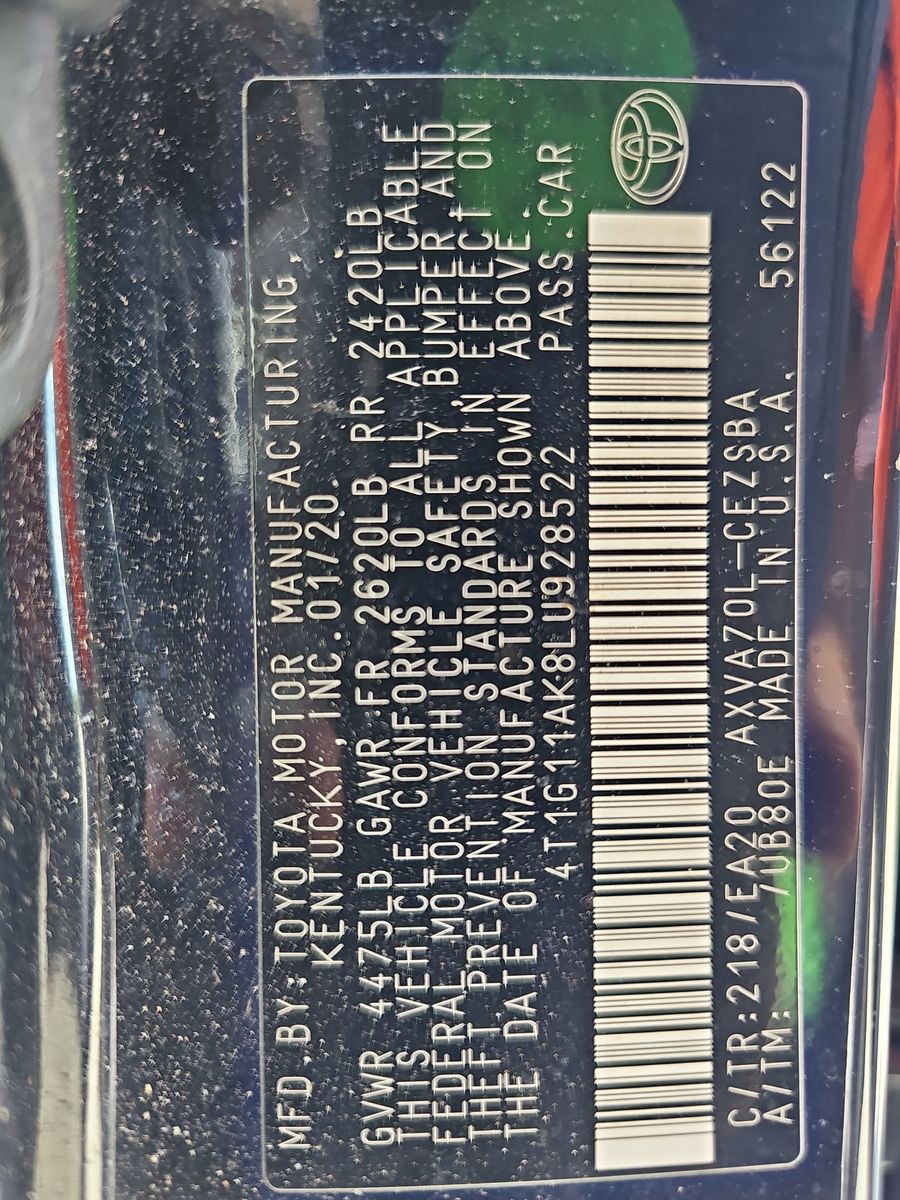 MFD.BY:TOYOTA MOTOR MANUFACTURING,
KENTUCKY, INC. 01/20.
GVWR 4475LB GAWR FR 2620LB RR 2420LB
THIS VEHICLE CONFORMS TO ALL APPLICABLE
FEDERAL MOTOR VEHICLE SAFETY, BUMPER AND
THEFT PREVENTION STANDARDS IN EFFECT ON
THE DATE OF MANUFACTURE SHOWN ABOVE.
4T1G11AK8LU928522 PASS.CAR
C/TR:218/EA20 AXVA70L-CEZSBA
A/TM: /UB80E MADE IN U.S.A. 56122